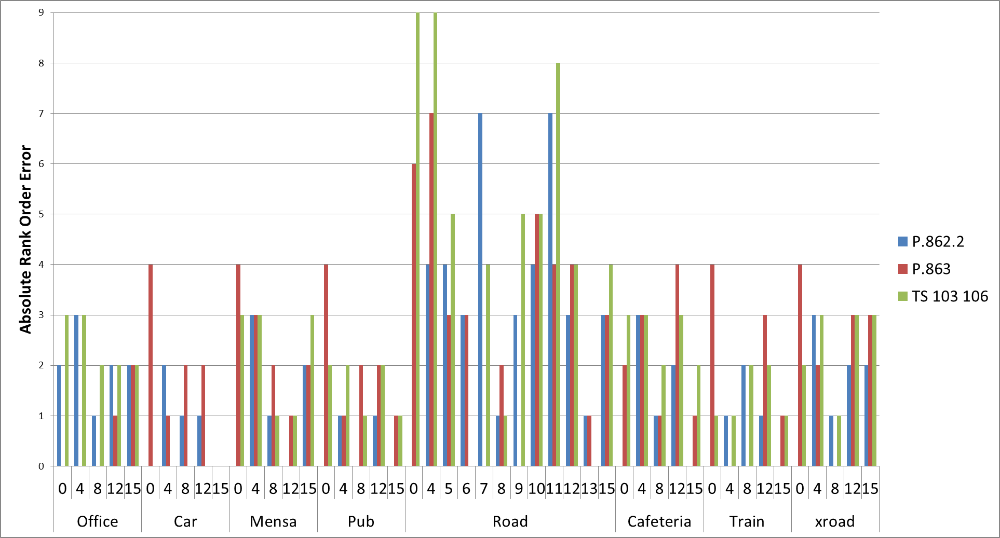 9
8
7
6
5
4
3
2
1
0
Absolute Rank Order Error
P.862.2
P.863
TS 103 106
0 4 8 12 15 0 4 8 12 15 0 4 8 12 15 0 4 8 12 15 0 4 5 6 7 8 9 10 11 12 13 15 0 4 8 12 15 0 4 8 12 15 0 4 8 12 15
Office Car Mensa Pub Road Cafeteria Train xroad